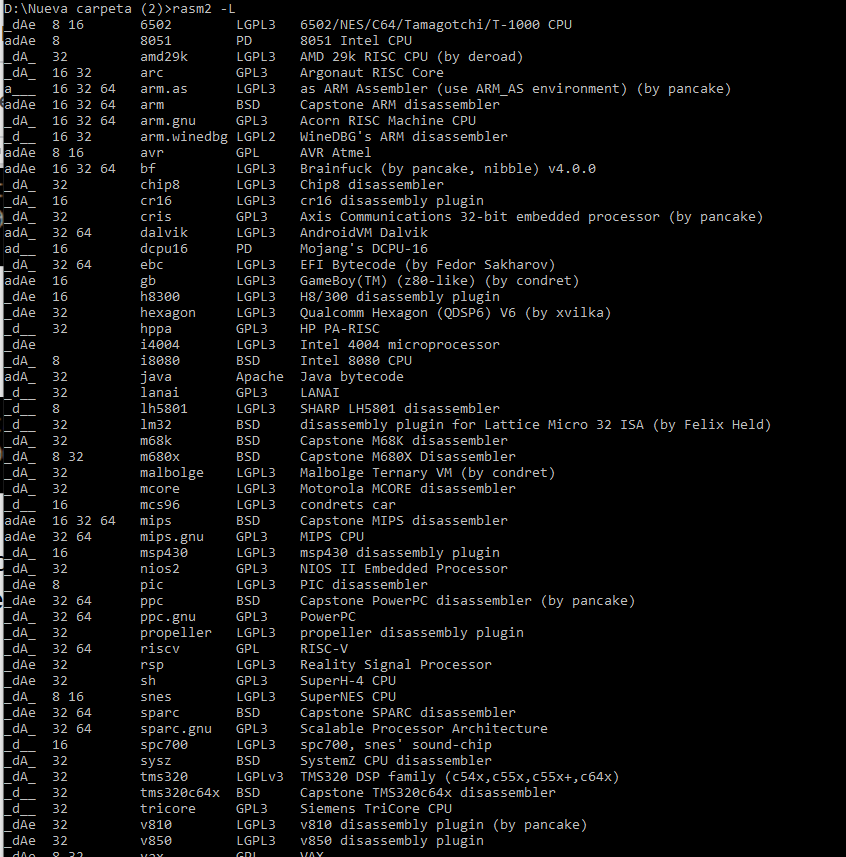 D:\Nueva carpeta (2)>rasm2 -L
_dAe 8 16 6502 LGPL3 6502/NES/C64/Tamagotchi/T-1000 CPU
adAe 8 8051 PD 8051 Intel CPU
_dA_ 32 amd29k LGPL3 AMD 29k RISC CPU (by deroad)
_dA_ 16 32 arc GPL3 Argonaut RISC Core
a___ 16 32 64 arm.as LGPL3 as ARM Assembler (use ARM_AS environment) (by pancake)
adAe 16 32 64 arm BSD Capstone ARM disassembler
_dA_ 16 32 64 arm.gnu GPL3 Acorn RISC Machine CPU
_d__ 16 32 arm.winedbg LGPL2 WineDBG's ARM disassembler
adAe 8 16 avr GPL AVR Atmel
adAe 16 32 64 bf LGPL3 Brainfuck (by pancake, nibble) v4.0.0
_dA_ 32 chip8 LGPL3 Chip8 disassembler
_dA_ 16 cr16 LGPL3 cr16 disassembly plugin
_dA_ 32 cris GPL3 Axis Communications 32-bit embedded processor (by pancake)
adA_ 32 64 dalvik LGPL3 AndroidVM Dalvik
ad__ 16 dcpu16 PD Mojang's DCPU-16
_dA_ 32 64 ebc LGPL3 EFI Bytecode (by Fedor Sakharov)
adAe 16 gb LGPL3 GameBoy(TM) (z80-like) (by condret)
_dAe 16 h8300 LGPL3 H8/300 disassembly plugin
_dAe 32 hexagon LGPL3 Qualcomm Hexagon (QDSP6) V6 (by xvilka)
_d__ 32 hppa GPL3 HP PA-RISC
_dAe i4004 LGPL3 Intel 4004 microprocessor
_dA_ 8 i8080 BSD Intel 8080 CPU
adA_ 32 java Apache Java bytecode
_d__ 32 lanai GPL3 LANAI
_d__ 8 lh5801 LGPL3 SHARP LH5801 disassembler
_d__ 32 lm32 BSD disassembly plugin for Lattice Micro 32 ISA (by Felix Held)
_dA_ 32 m68k BSD Capstone M68K disassembler
_dA_ 8 32 m680x BSD Capstone M680X Disassembler
_dA_ 32 malbolge LGPL3 Malbolge Ternary VM (by condret)
_dA_ 32 mcore LGPL3 Motorola MCORE disassembler
_d__ 16 mcs96 LGPL3 condrets car
adAe 16 32 64 mips BSD Capstone MIPS disassembler
adAe 32 64 mips.gnu GPL3 MIPS CPU
_dA_ 16 msp430 LGPL3 msp430 disassembly plugin
_dA_ 32 nios2 GPL3 NIOS II Embedded Processor
_dAe 8 pic LGPL3 PIC disassembler
_dAe 32 64 ppc BSD Capstone PowerPC disassembler (by pancake)
_dA_ 32 64 ppc.gnu GPL3 PowerPC
_dA_ 32 propeller LGPL3 propeller disassembly plugin
_dA_ 32 64 riscv GPL RISC-V
_dAe 32 rsp LGPL3 Reality Signal Processor
_dAe 32 sh GPL3 SuperH-4 CPU
_dA_ 8 16 snes LGPL3 SuperNES CPU
_dAe 32 64 sparc BSD Capstone SPARC disassembler
_dA_ 32 64 sparc.gnu GPL3 Scalable Processor Architecture
_d__ 16 spc700 LGPL3 spc700, snes' sound-chip
_dA_ 32 sysz BSD SystemZ CPU disassembler
_dA_ 32 tms320 LGPLv3 TMS320 DSP family (c54x,c55x,c55x+,c64x)
_d__ 32 tms320c64x BSD Capstone TMS320c64x disassembler
_d__ 32 tricore GPL3 Siemens TriCore CPU
_dAe 32 v810 LGPL3 v810 disassembly plugin (by pancake)
_dAe 32 v850 LGPL3 v850 disassembly plugin
_dAe 8 32 vax GPL VAX